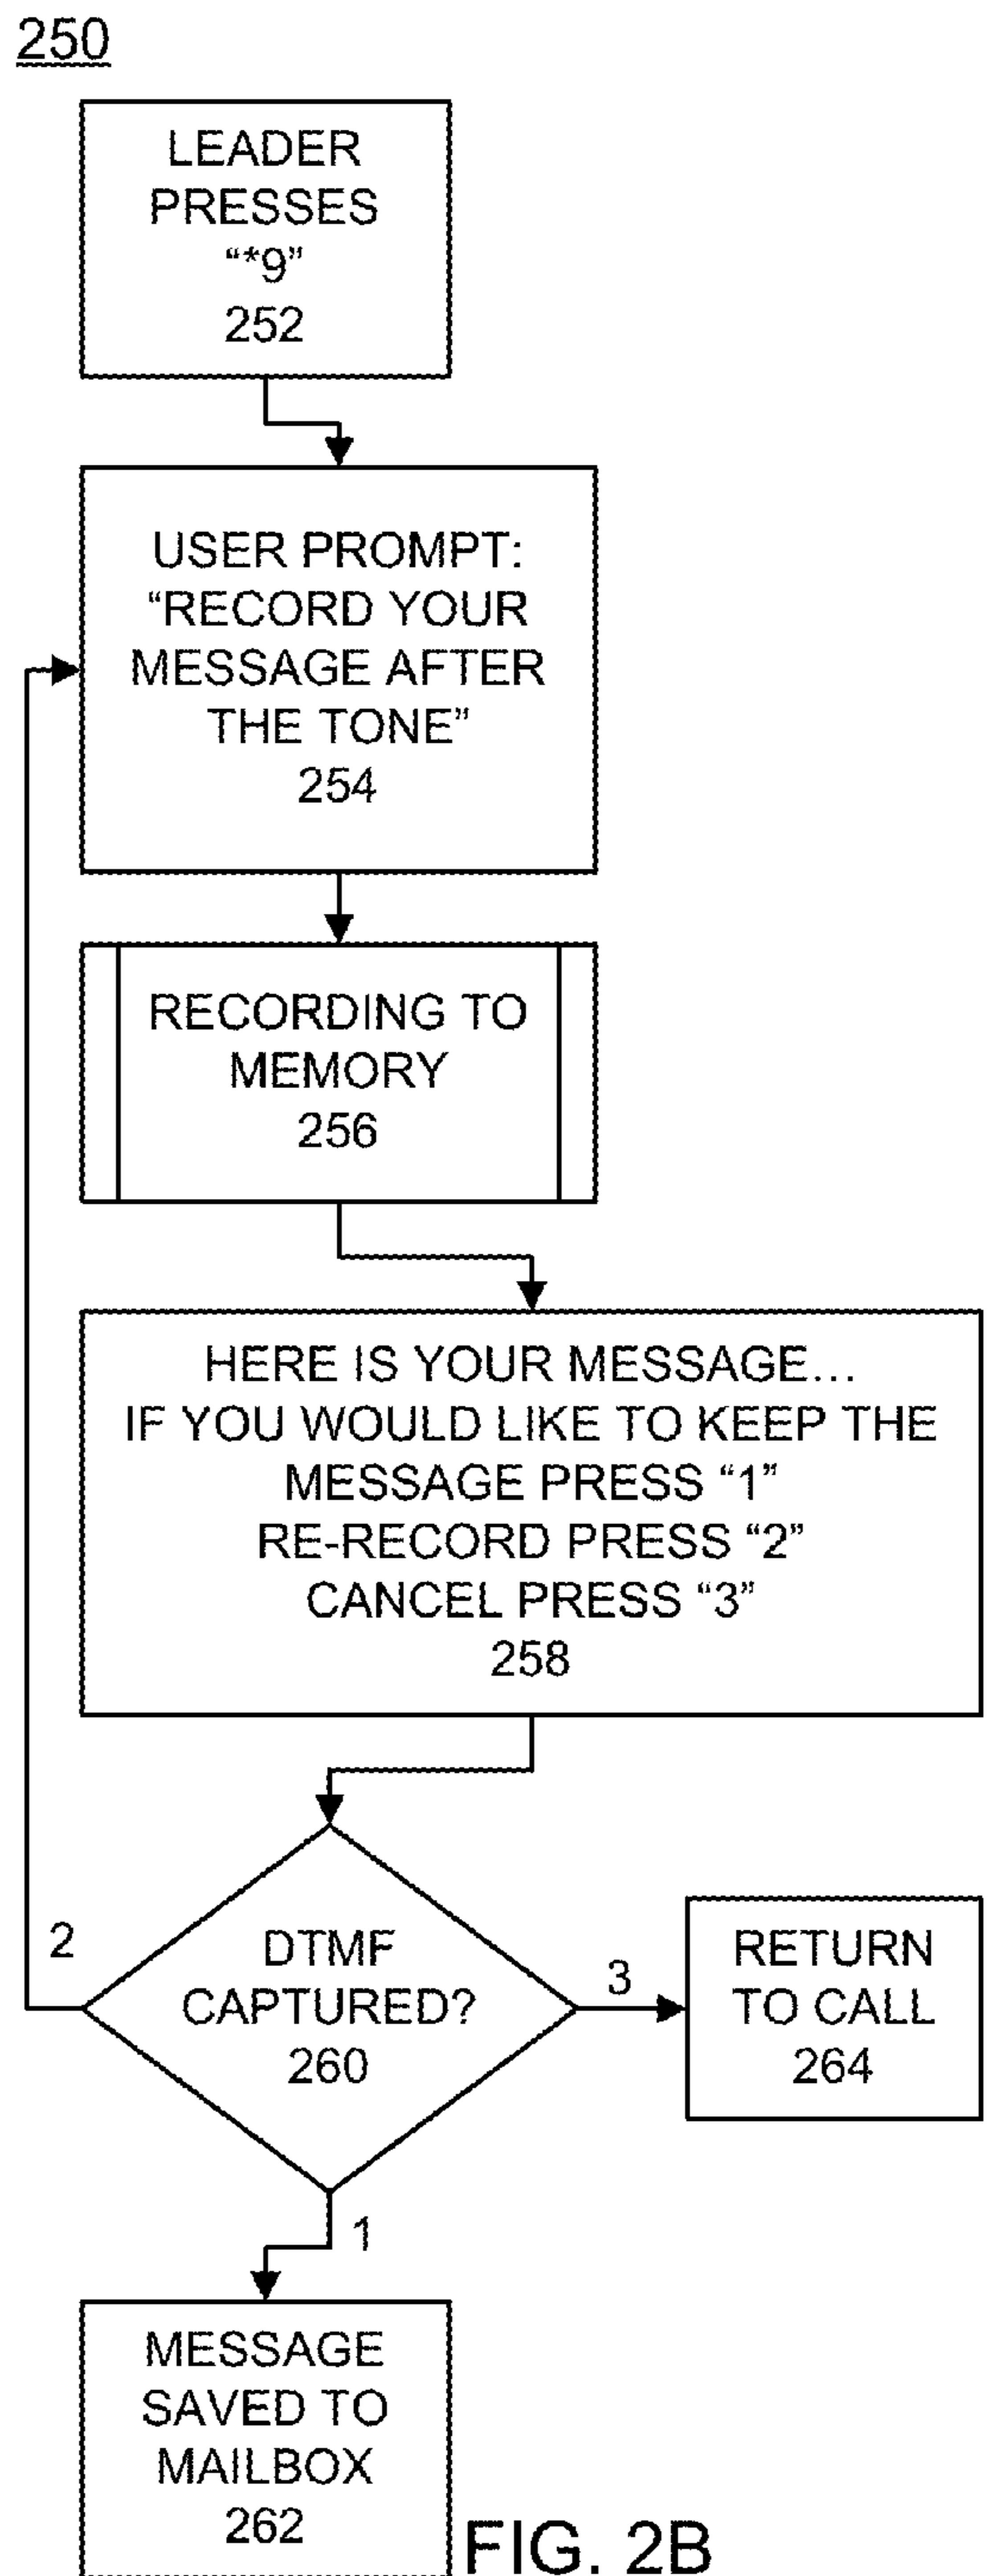 250
LEADER
PRESSES
“*9”
252
USER PROMPT:
“RECORD YOUR
MESSAGE AFTER
THE TONE”
254
RECORDING TO
MEMORY
256
HERE IS YOUR MESSAGE...
IF YOU WOULD LIKE TO KEEP THE
MESSAGE PRESS “1”
RE-RECORD PRESS “2”
CANCEL PRESS “3”
258
2
DTMF
CAPTURED?
260
3
RETURN
TO CALL
264
1
MESSAGE
SAVED TO
MAILBOX
262
FIG. 2B